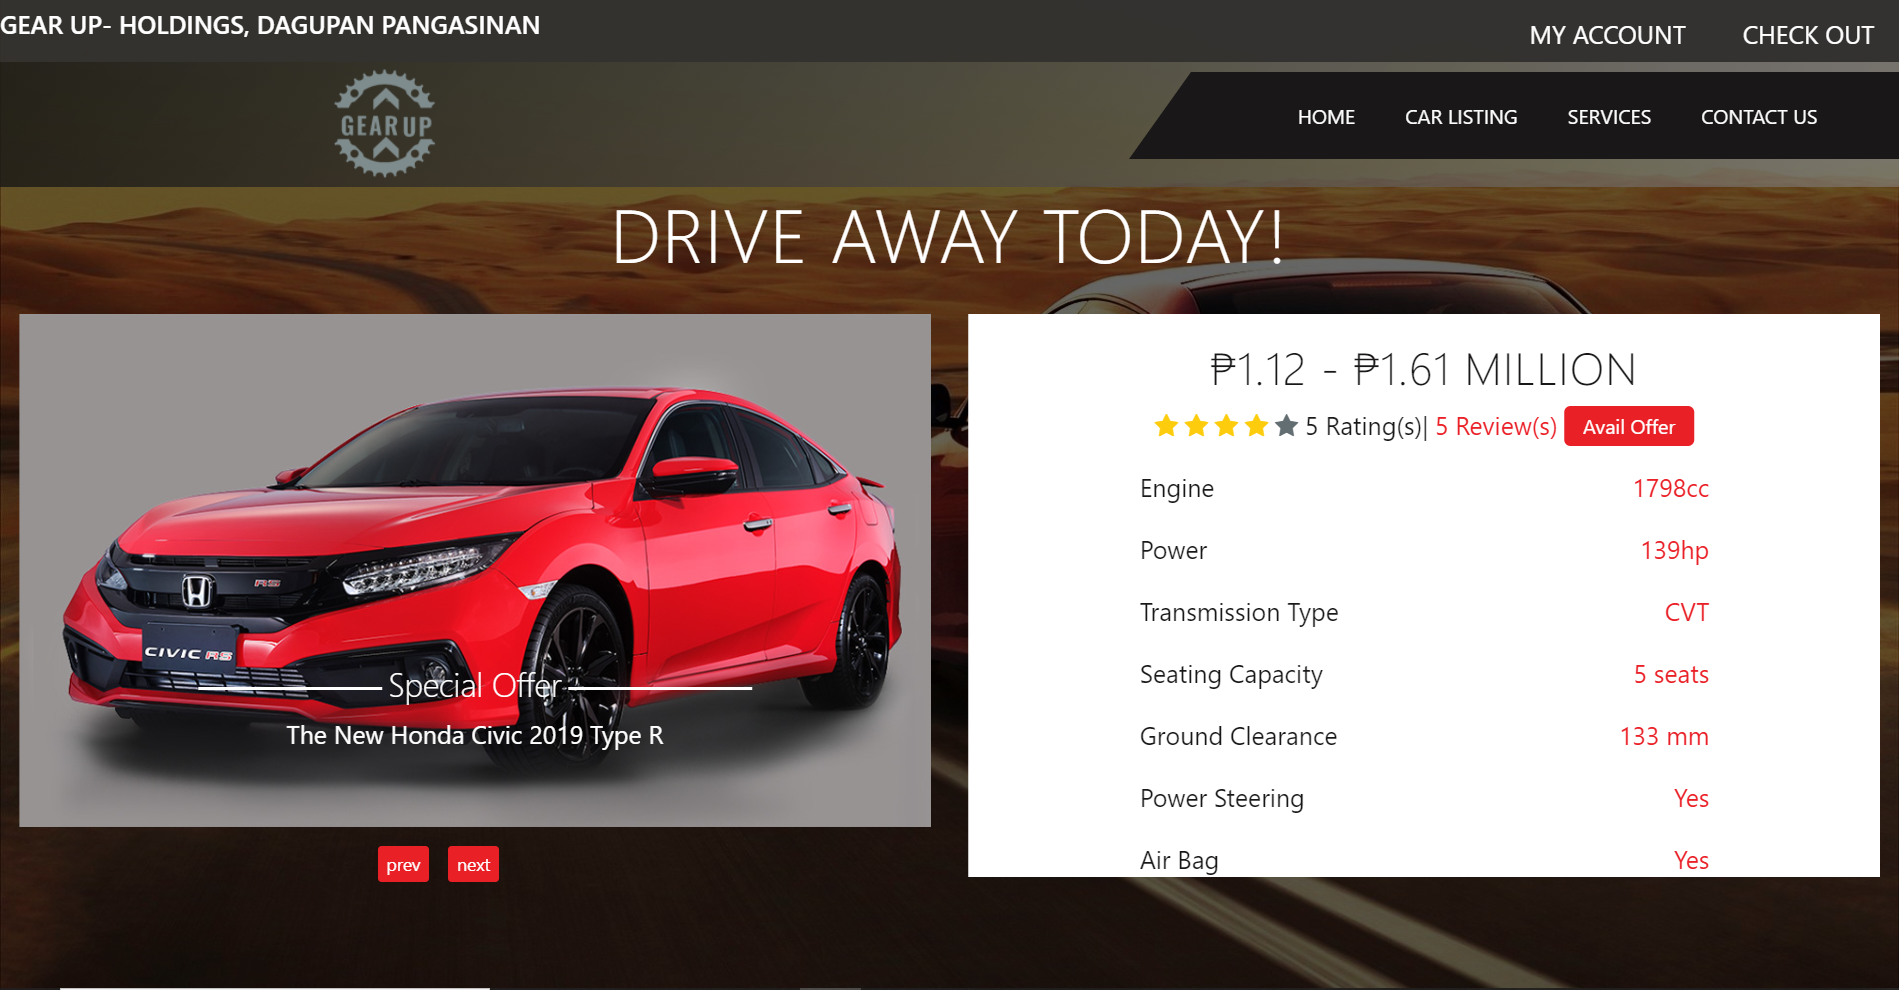 GEAR UP- HOLDINGS, DAGUPAN PANGASINAN
MY ACCOUNT
CHECK OUT
GEAR UP
HOME
CAR LISTING
SERVICES
CONTACT US
DRIVE AWAY TODAY!
RS
CIVIC RS
Special Offer
The New Honda Civic 2019 Type R
prev
next
₱1.12 - ₱1.61 MILLION
5 Rating(s)| 5 Review(s) Avail Offer
Engine 1798cc
Power 139hp
Transmission Type CVT
Seating Capacity 5 seats
Ground Clearance 133 mm
Power Steering Yes
Air Bag Yes